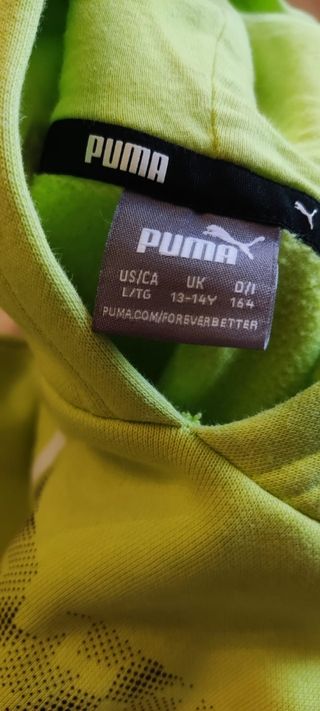 PUMA
PUMA
US/CA UK D/I
L/TG 13-14Y 164
PUMA.COM/FOREVERBETTER